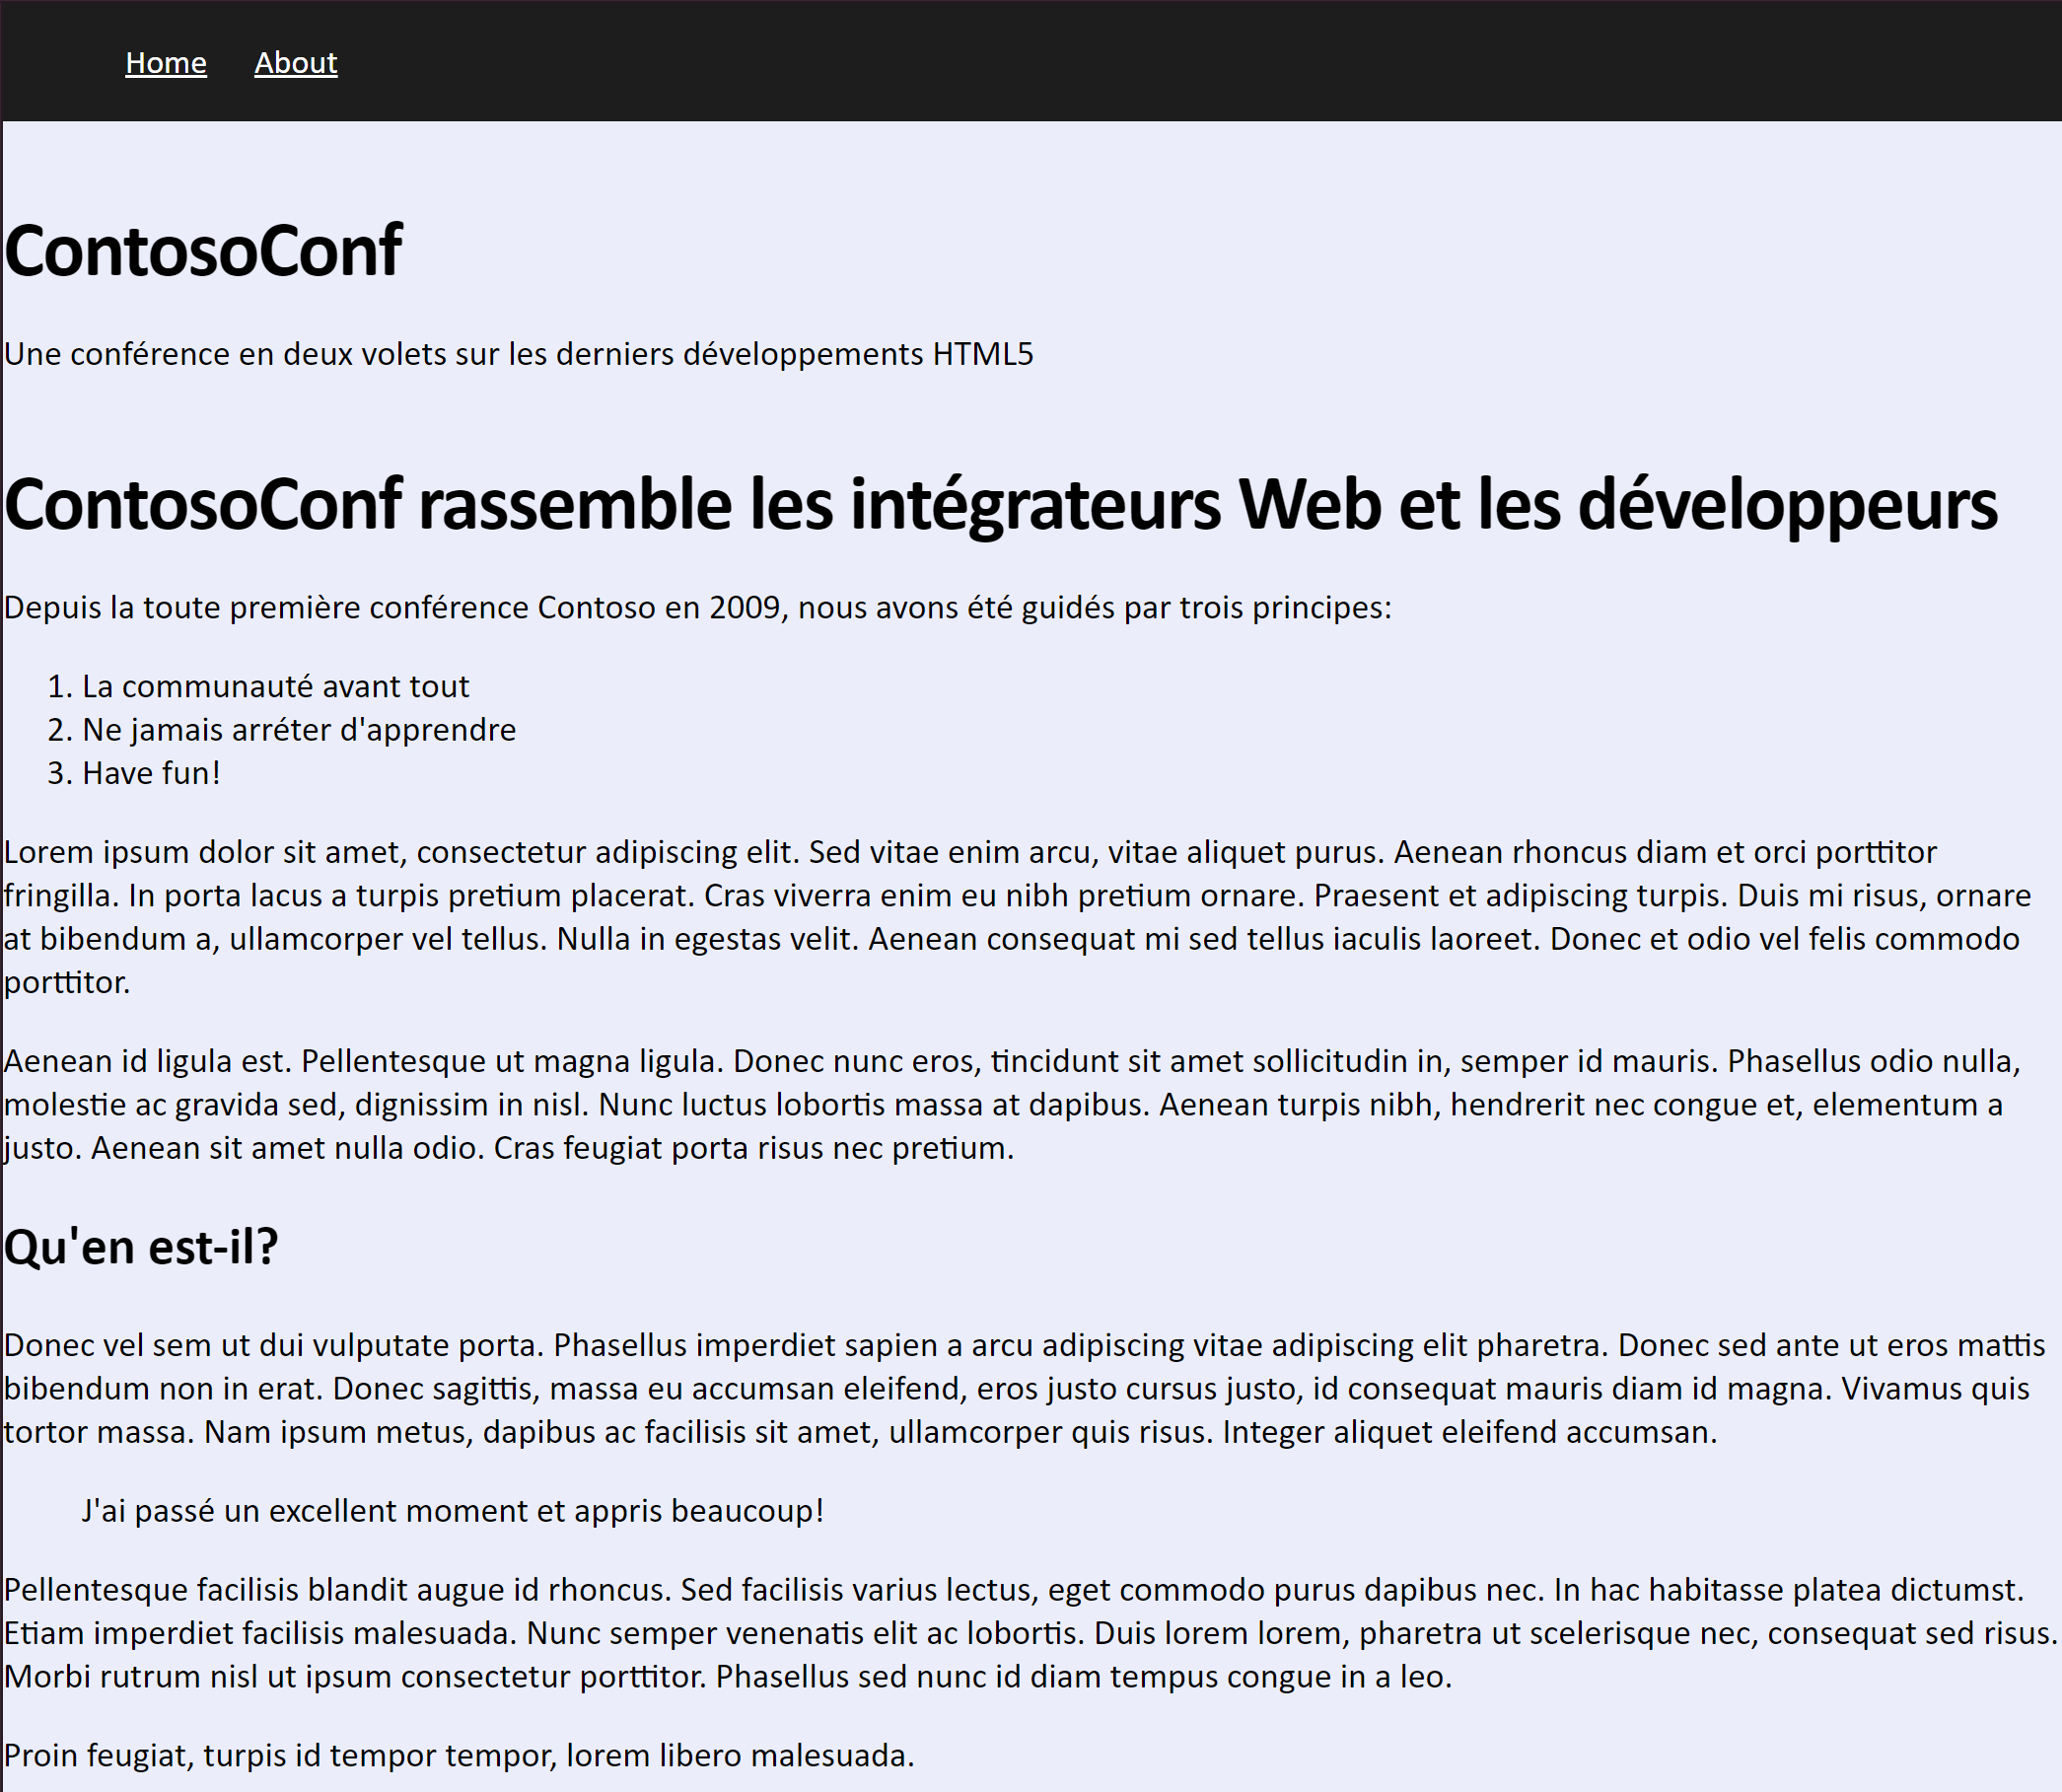 Home About
ContosoConf
Une conférence en deux volets sur les derniers développements HTML5
ContosoConf rassemble les intégrateurs Web et les développeurs
Depuis la toute première conférence Contoso en 2009, nous avons été guidés par trois principes:
1. La communauté avant tout
2. Ne jamais arréter d'apprendre
3. Have fun!
Lorem ipsum dolor sit amet, consectetur adipiscing elit. Sed vitae enim arcu, vitae aliquet purus. Aenean rhoncus diam et orci porttitor
fringilla. In porta lacus a turpis pretium placerat. Cras viverra enim eu nibh pretium ornare. Praesent et adipiscing turpis. Duis mi risus, ornare
at bibendum a, ullamcorper vel tellus. Nulla in egestas velit. Aenean consequat mi sed tellus iaculis laoreet. Donec et odio vel felis commodo
porttitor.
Aenean id ligula est. Pellentesque ut magna ligula. Donec nunc eros, tincidunt sit amet sollicitudin in, semper id mauris. Phasellus odio nulla,
molestie ac gravida sed, dignissim in nisl. Nunc luctus lobortis massa at dapibus. Aenean turpis nibh, hendrerit nec congue et, elementum a
justo. Aenean sit amet nulla odio. Cras feugiat porta risus nec pretium.
Qu'en est-il?
Donec vel sem ut dui vulputate porta. Phasellus imperdiet sapien a arcu adipiscing vitae adipiscing elit pharetra. Donec sed ante ut eros mattis
bibendum non in erat. Donec sagittis, massa eu accumsan eleifend, eros justo cursus justo, id consequat mauris diam id magna. Vivamus quis
tortor massa. Nam ipsum metus, dapibus ac facilisis sit amet, ullamcorper quis risus. Integer aliquet eleifend accumsan.
J'ai passé un excellent moment et appris beaucoup!
Pellentesque facilisis blandit augue id rhoncus. Sed facilisis varius lectus, eget commodo purus dapibus nec. In hac habitasse platea dictumst.
Etiam imperdiet facilisis malesuada. Nunc semper venenatis elit ac lobortis. Duis lorem lorem, pharetra ut scelerisque nec, consequat sed risus.
Morbi rutrum nisl ut ipsum consectetur porttitor. Phasellus sed nunc id diam tempus congue in a leo.
Proin feugiat, turpis id tempor tempor, lorem libero malesuada.